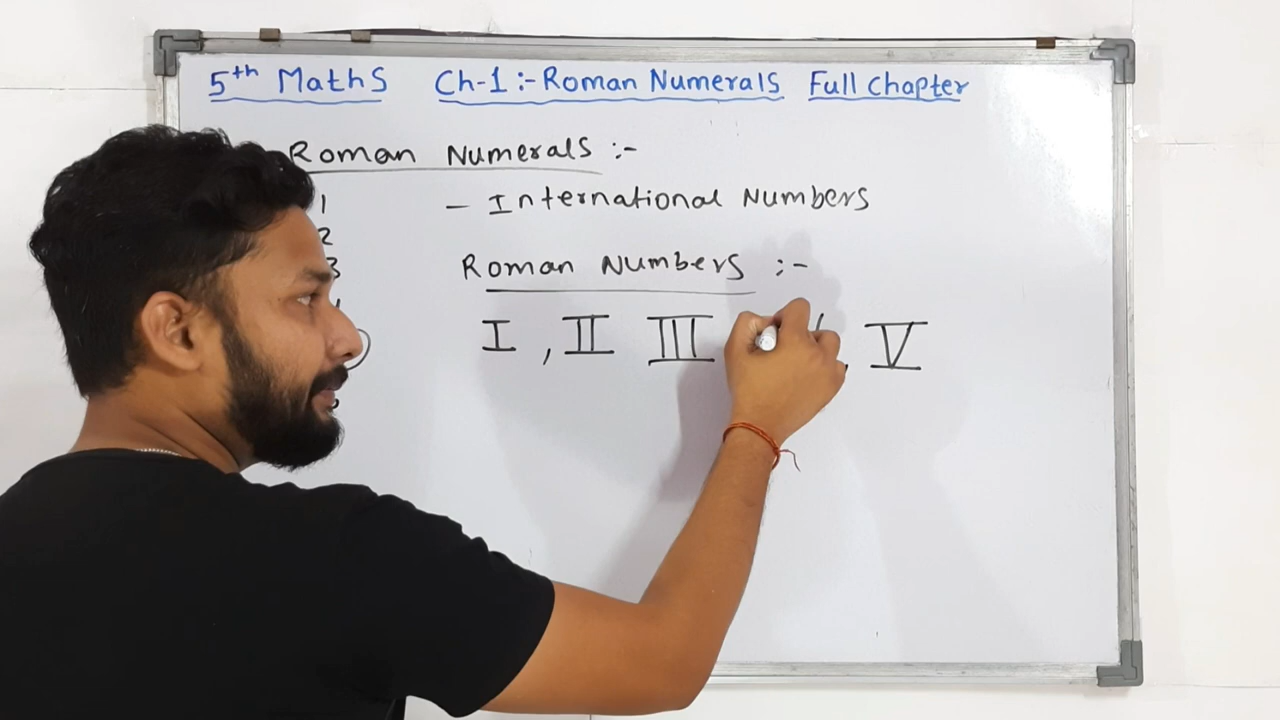 5th Maths Ch-1:- Roman Numerals Full Chapter
Roman Numerals :-
1 - International Numbers
2
3
Roman Numbers :-
I , II III V